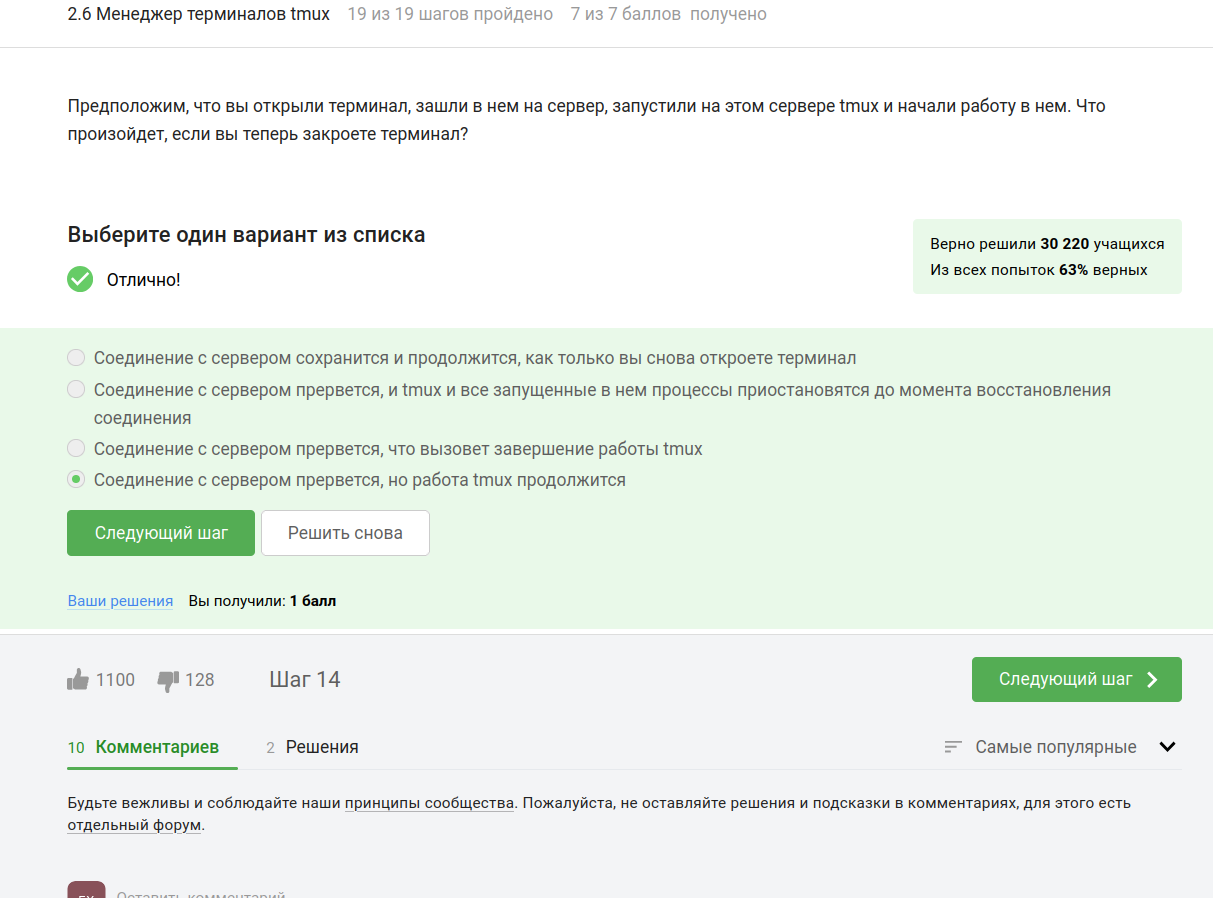 2.6 Менеджер терминалов tmux 19 из 19 шагов пройдено 7 из 7 баллов получено
Предположим, что вы открыли терминал, зашли в нем на сервер, запустили на этом сервере tmux и начали работу в нем. Что
произойдет, если вы теперь закроете терминал?
Выберите один вариант из списка
Верно решили 30 220 учащихся
Из всех попыток 63% верных
Отлично!
Соединение с сервером сохранится и продолжится, как только вы снова откроете терминал
Соединение с сервером прервется, и tmux и все запущенные в нем процессы приостановятся до момента восстановления
соединения
Соединение с сервером прервется, что вызовет завершение работы tmux
Соединение с сервером прервется, но работа tmux продолжится
Следующий шаг Решить снова
Ваши решения Вы получили: 1 балл
1100 128 Шаг 14 Следующий шаг
10 Комментариев 2 Решения Самые популярные
Будьте вежливы и соблюдайте наши принципы сообщества. Пожалуйста, не оставляйте решения и подсказки в комментариях, для этого есть
отдельный форум.
Оставить комментарий